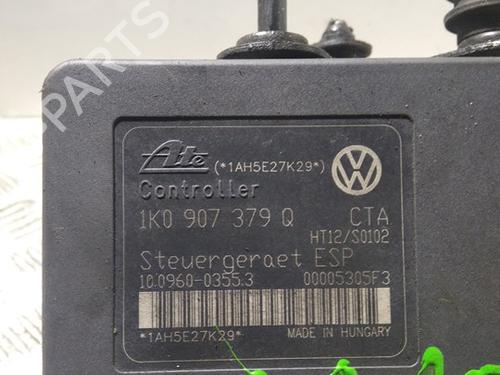 Ate (*1AH5E27K29*)
Controller
1K0 907 379 Q CTA
HT12/S0102
Steuergeraet ESP
10.0960-0355.3 00005305F3
*1AH5E27K29*
MADE IN HUNGARY
PARTS